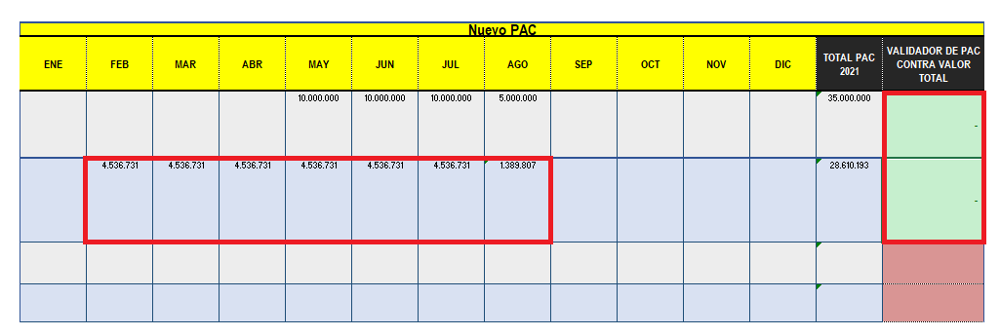 Nuevo PAC
ENE FEB MAR ABR MAY JUN JUL AGO SEP OCT NOV DIC TOTAL PAC 2021 VALIDADOR DE PAC CONTRA VALOR TOTAL
10.000.000 10.000.000 10.000.000 5.000.000 35.000.000 -
4.536.731 4.536.731 4.536.731 4.536.731 4.536.731 4.536.731 1.389.807 28.610.193 -